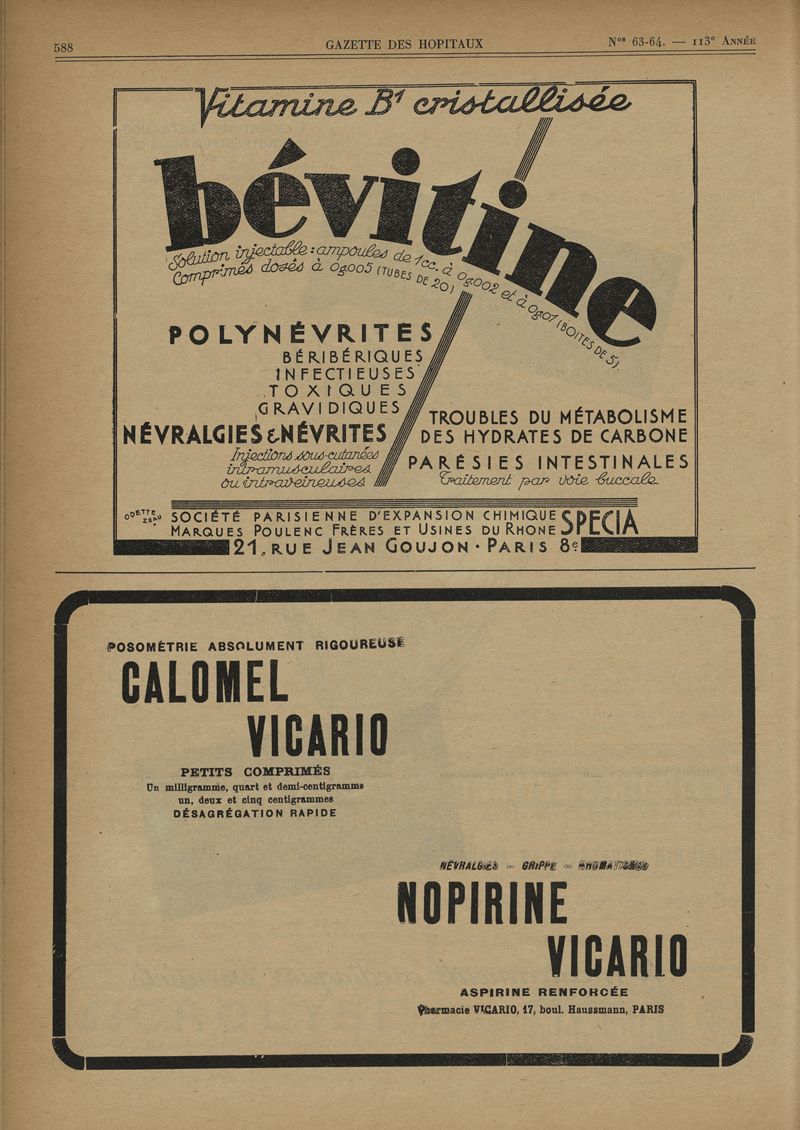 588
GAZETTE DES HOPITAUX
Nos 63-64. — 113e ANNÉE
Vitamine B1 cristallisée
bévitine
Solution injectable : ampoules de 1cc. à 0g002 et à 0g01 (BOITES DE 5)
Comprimés dosés à 0g005 (TUBES DE 20)
POLYNÉVRITES
BÉRIBÉRIQUES
INFECTIEUSES
TOXIQUES
GRAVIDIQUES
NÉVRALGIES & NÉVRITES
Injections sous-cutanées
intramusculaires
ou intraveineuses
TROUBLES DU MÉTABOLISME
DES HYDRATES DE CARBONE
PARÉSIES INTESTINALES
Traitement par voie buccale
ODETTE
ZEAU
SOCIÉTÉ PARISIENNE D'EXPANSION CHIMIQUE
MARQUES POULENC FRÈRES ET USINES DU RHONE
SPECIA
21, RUE JEAN GOUJON · PARIS 8e
POSOMÉTRIE ABSOLUMENT RIGOUREUSE
CALOMEL
VICARIO
PETITS COMPRIMÉS
Un milligramme, quart et demi-centigramme
un, deux et cinq centigrammes
DÉSAGRÉGATION RAPIDE
NÉVRALGIES — GRIPPE —
NOPIRINE
VICARIO
ASPIRINE RENFORCÉE
Pharmacie VICARIO, 17, boul. Haussmann, PARIS